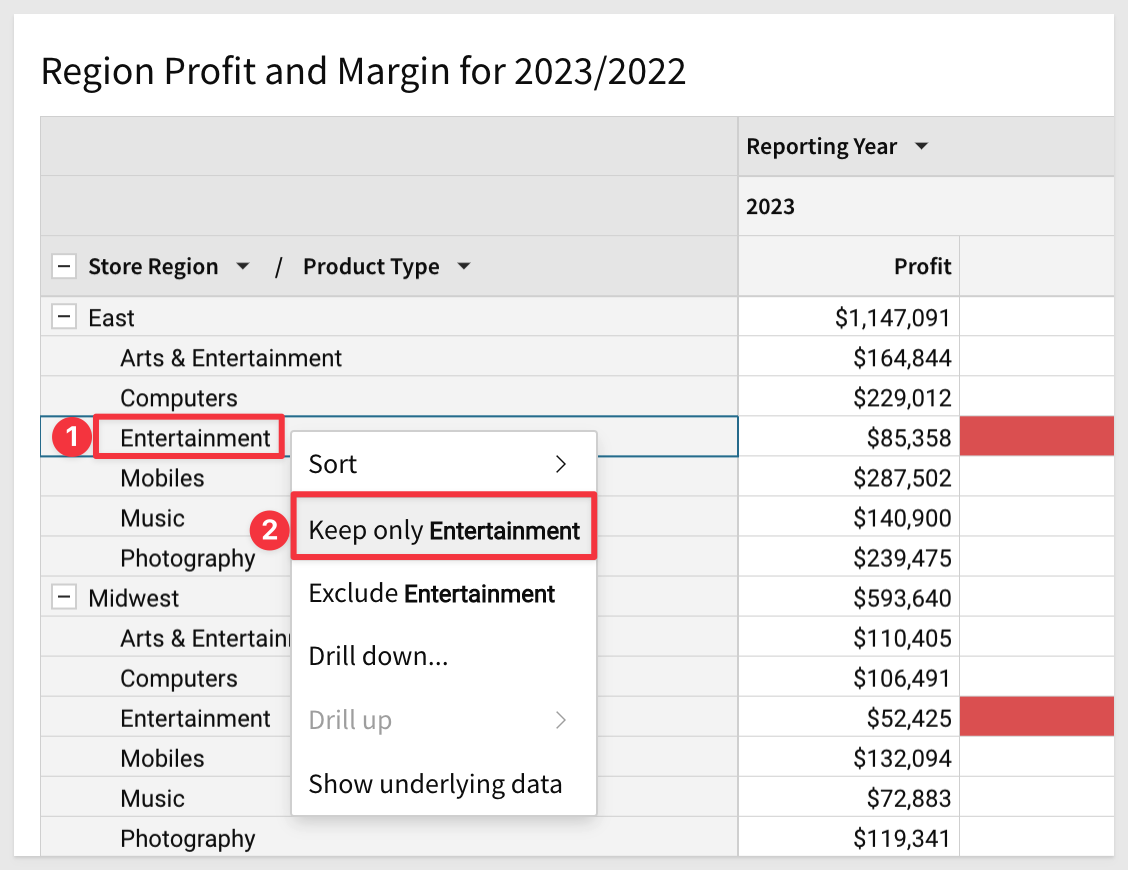 Region Profit and Margin for 2023/2022
Reporting Year
2023
Store Region / Product Type Profit
East $1,147,091
Arts & Entertainment $164,844
Computers $229,012
1 Entertainment $85,358
Sort
Mobiles $287,502
Music $140,900
2 Keep only Entertainment
Photography $239,475
Exclude Entertainment
Midwest $593,640
Arts & Entertain $110,405
Drill down...
Computers $106,491
Entertainment $52,425
Drill up
Mobiles $132,094
Show underlying data
Music $72,883
Photography $119,341